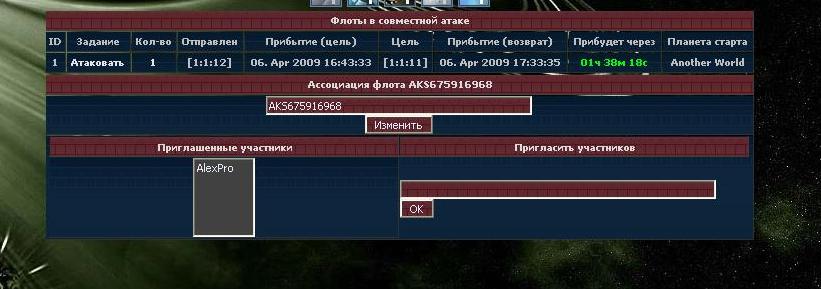 Флоты в совместной атаке
ID Задание Кол-во Отправлен Прибытие (цель) Цель Прибытие (возврат) Прибудет через Планета старта
1 Атаковать 1 [1:1:12] 06. Apr 2009 16:43:33 [1:1:11] 06. Apr 2009 17:33:35 01ч 38м 18с Another World
Ассоциация флота AKS675916968
AKS675916968
Изменить
Приглашенные участники Пригласить участников
AlexPro
OK